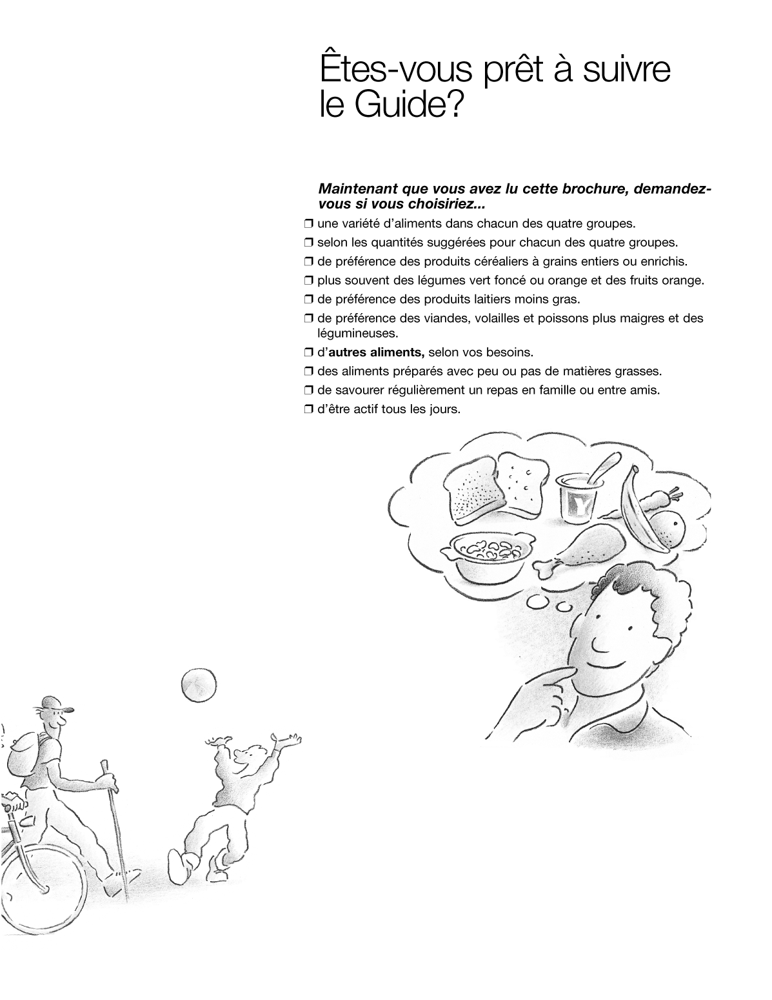 Êtes-vous prêt à suivre
le Guide?
Maintenant que vous avez lu cette brochure, demandez-
vous si vous choisiriez...
❒ une variété d’aliments dans chacun des quatre groupes.
❒ selon les quantités suggérées pour chacun des quatre groupes.
❒ de préférence des produits céréaliers à grains entiers ou enrichis.
❒ plus souvent des légumes vert foncé ou orange et des fruits orange.
❒ de préférence des produits laitiers moins gras.
❒ de préférence des viandes, volailles et poissons plus maigres et des
légumineuses.
❒ d’autres aliments, selon vos besoins.
❒ des aliments préparés avec peu ou pas de matières grasses.
❒ de savourer régulièrement un repas en famille ou entre amis.
❒ d’être actif tous les jours.
Y